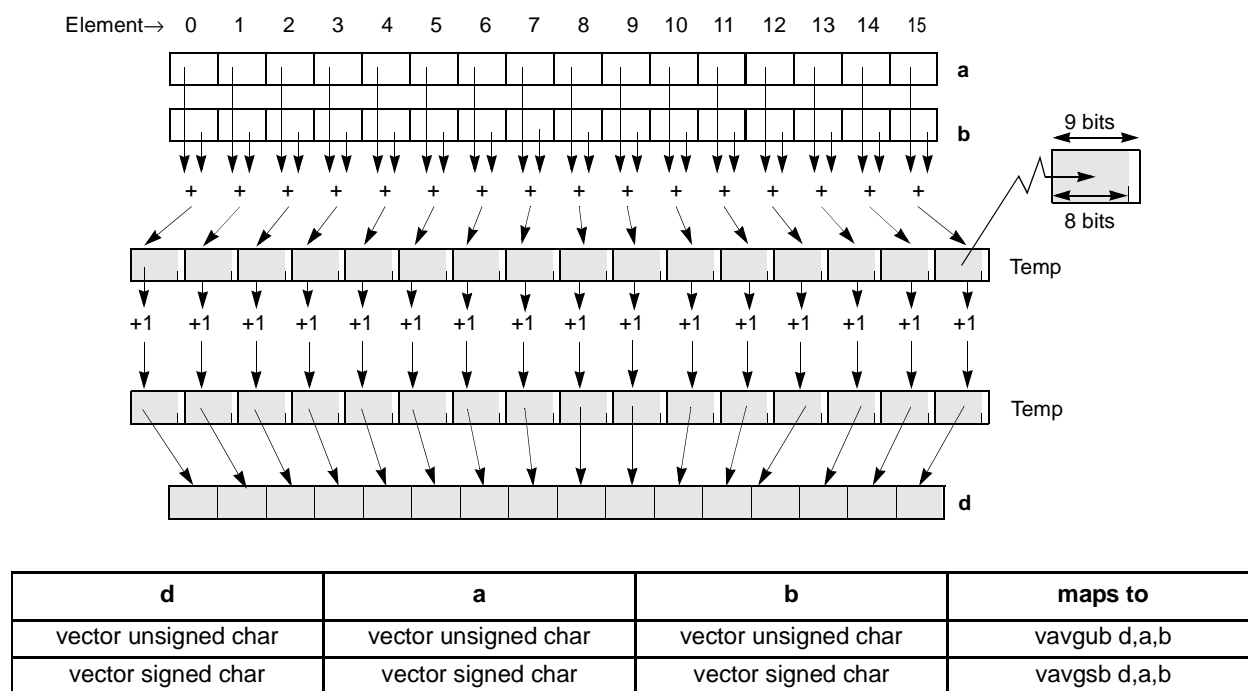 Element→ 0 1 2 3 4 5 6 7 8 9 10 11 12 13 14 15
a
b
9 bits
+ + + + + + + + + + + + + + + +
8 bits
Temp
+1 +1 +1 +1 +1 +1 +1 +1 +1 +1 +1 +1 +1 +1 +1 +1
Temp
d
d a b maps to
vector unsigned char vector unsigned char vector unsigned char vavgub d,a,b
vector signed char vector signed char vector signed char vavgsb d,a,b